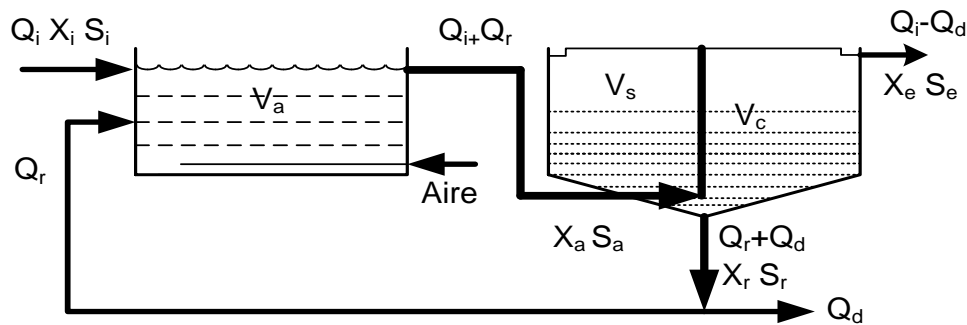 Qi Xi Si
Qi+Qr
Qi-Qd
Va
Vs
Xe Se
Vc
Qr
Aire
Xa Sa
Qr+Qd
Xr Sr
Qd